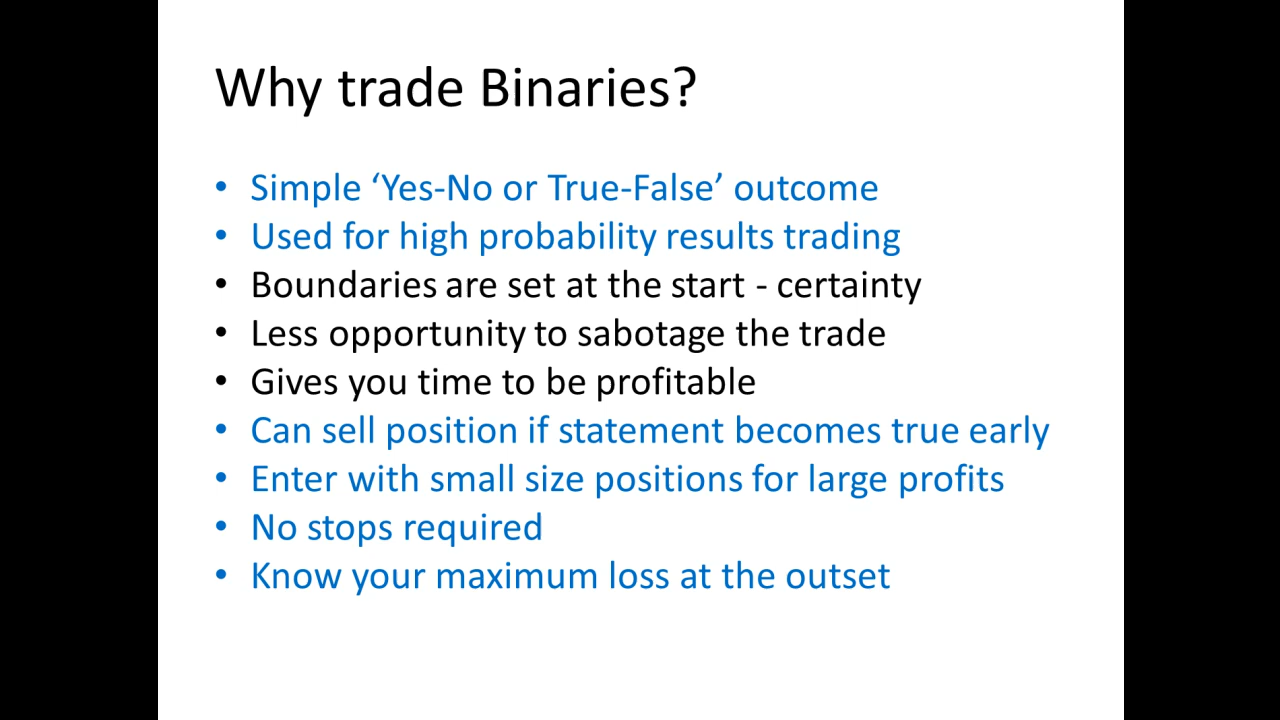 Why trade Binaries?
• Simple ‘Yes-No or True-False’ outcome
• Used for high probability results trading
• Boundaries are set at the start - certainty
• Less opportunity to sabotage the trade
• Gives you time to be profitable
• Can sell position if statement becomes true early
• Enter with small size positions for large profits
• No stops required
• Know your maximum loss at the outset